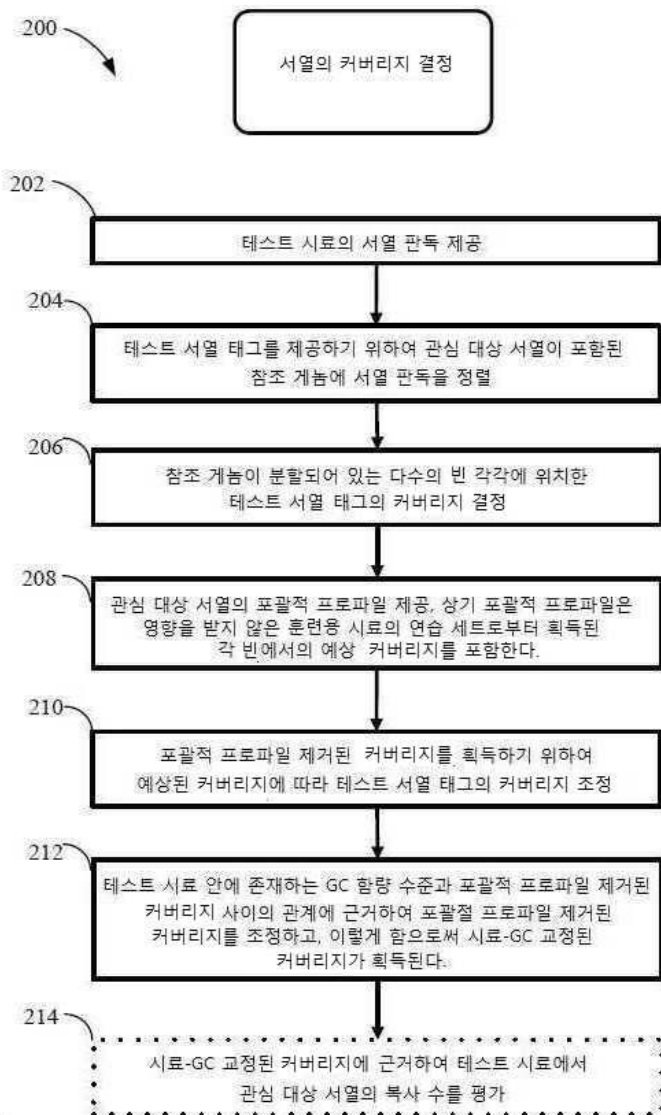 200
서열의 커버리지 결정
202
테스트 시료의 서열 판독 제공
204
테스트 서열 태그를 제공하기 위하여 관심 대상 서열이 포함된
참조 게놈에 서열 판독을 정렬
206
참조 게놈이 분할되어 있는 다수의 빈 각각에 위치한
테스트 서열 태그의 커버리지 결정
208
관심 대상 서열의 포괄적 프로파일 제공, 상기 포괄적 프로파일은
영향을 받지 않은 훈련용 시료의 연습 세트로부터 획득된
각 빈에서의 예상 커버리지를 포함한다.
210
포괄적 프로파일 제거된 커버리지를 획득하기 위하여
예상된 커버리지에 따라 테스트 서열 태그의 커버리지 조정
212
테스트 시료 안에 존재하는 GC 함량 수준과 포괄적 프로파일 제거된
커버리지 사이의 관계에 근거하여 포괄절 프로파일 제거된
커버리지를 조정하고, 이렇게 함으로써 시료-GC 교정된
커버리지가 획득된다.
214
시료-GC 교정된 커버리지에 근거하여 테스트 시료에서
관심 대상 서열의 복사 수를 평가